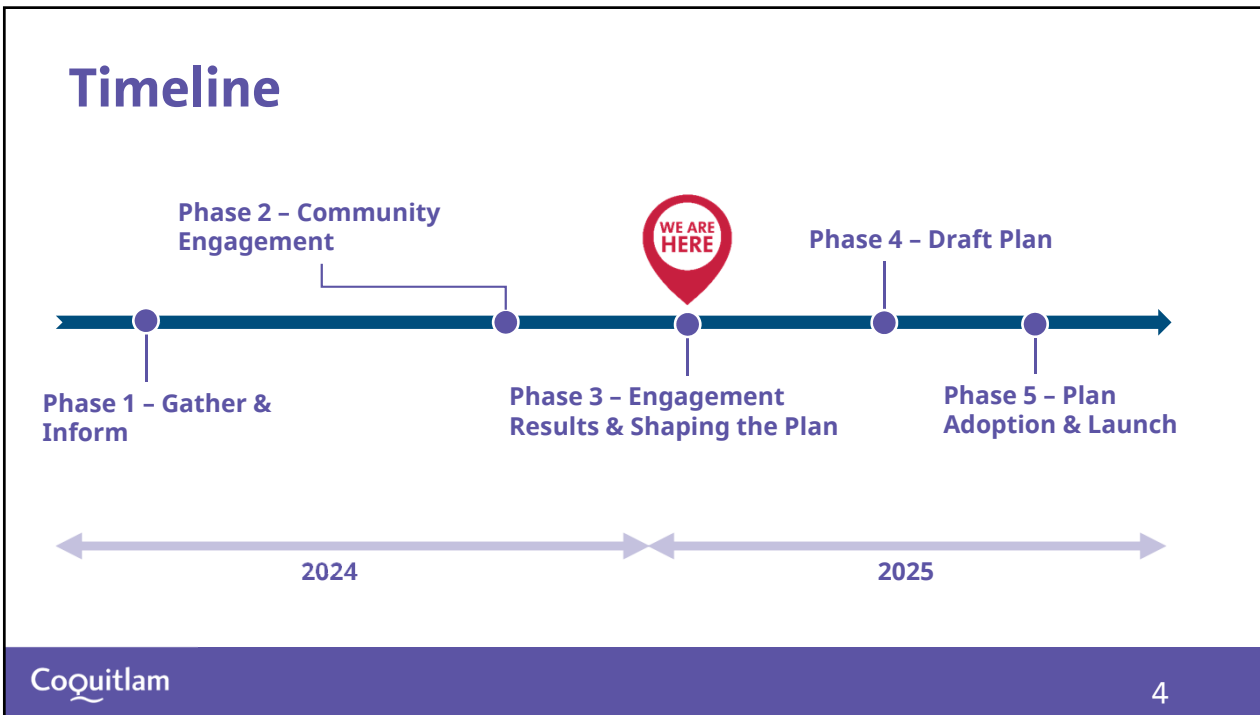 Timeline
Phase 2 – Community
Engagement
WE ARE
HERE
Phase 4 – Draft Plan
Phase 1 – Gather &
Inform
Phase 3 – Engagement
Results & Shaping the Plan
Phase 5 – Plan
Adoption & Launch
2024
2025
Coquitlam
4